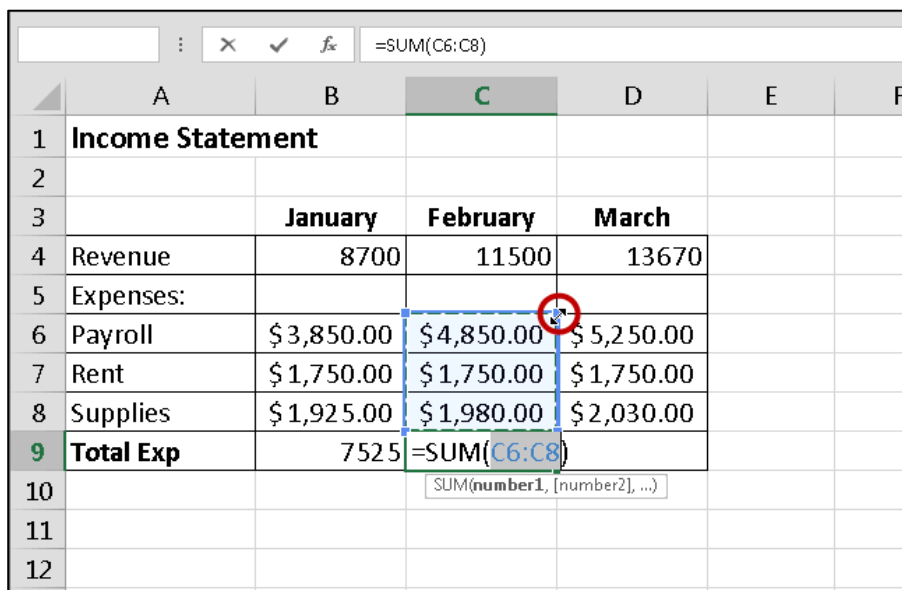 fx =SUM(C6:C8)
A B C D E F
1 Income Statement
2
3 January February March
4 Revenue 8700 11500 13670
5 Expenses:
6 Payroll $3,850.00 $4,850.00 $5,250.00
7 Rent $1,750.00 $1,750.00 $1,750.00
8 Supplies $1,925.00 $1,980.00 $2,030.00
9 Total Exp 7525 =SUM(C6:C8)
10 SUM(number1, [number2], ...)
11
12